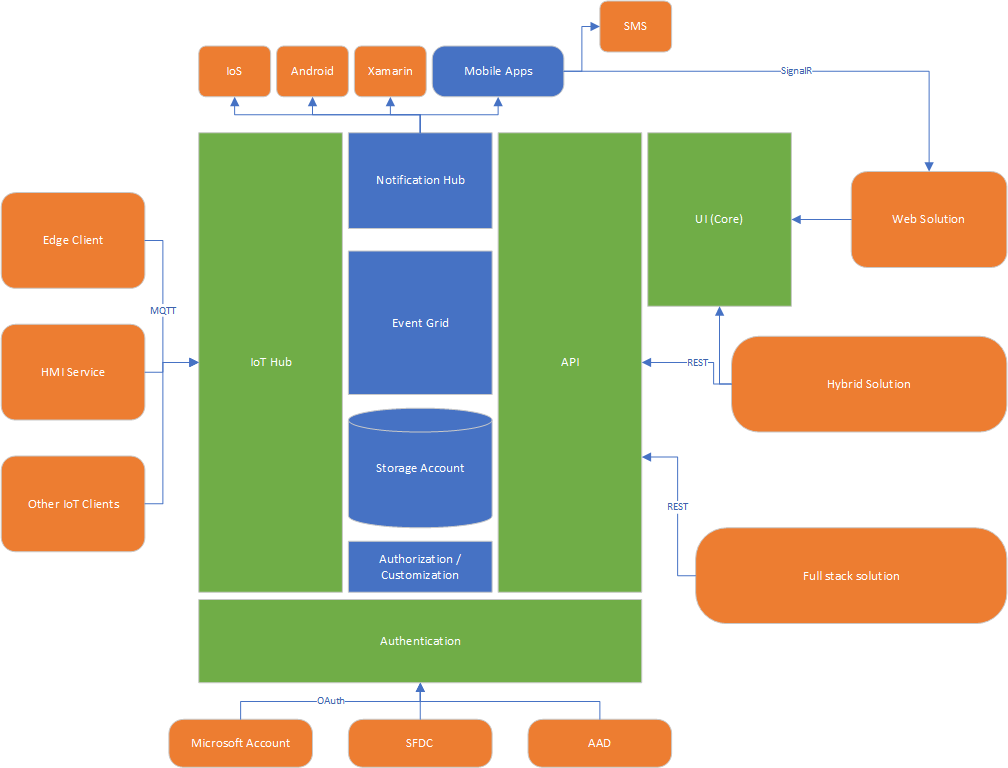 SMS
IoS
Android
Xamarin
Mobile Apps
SignalR
Notification Hub
UI (Core)
Web Solution
Edge Client
MQTT
Event Grid
HMI Service
IoT Hub
API
REST
Hybrid Solution
Storage Account
Other IoT Clients
REST
Authorization /
Customization
Full stack solution
Authentication
OAuth
Microsoft Account
SFDC
AAD